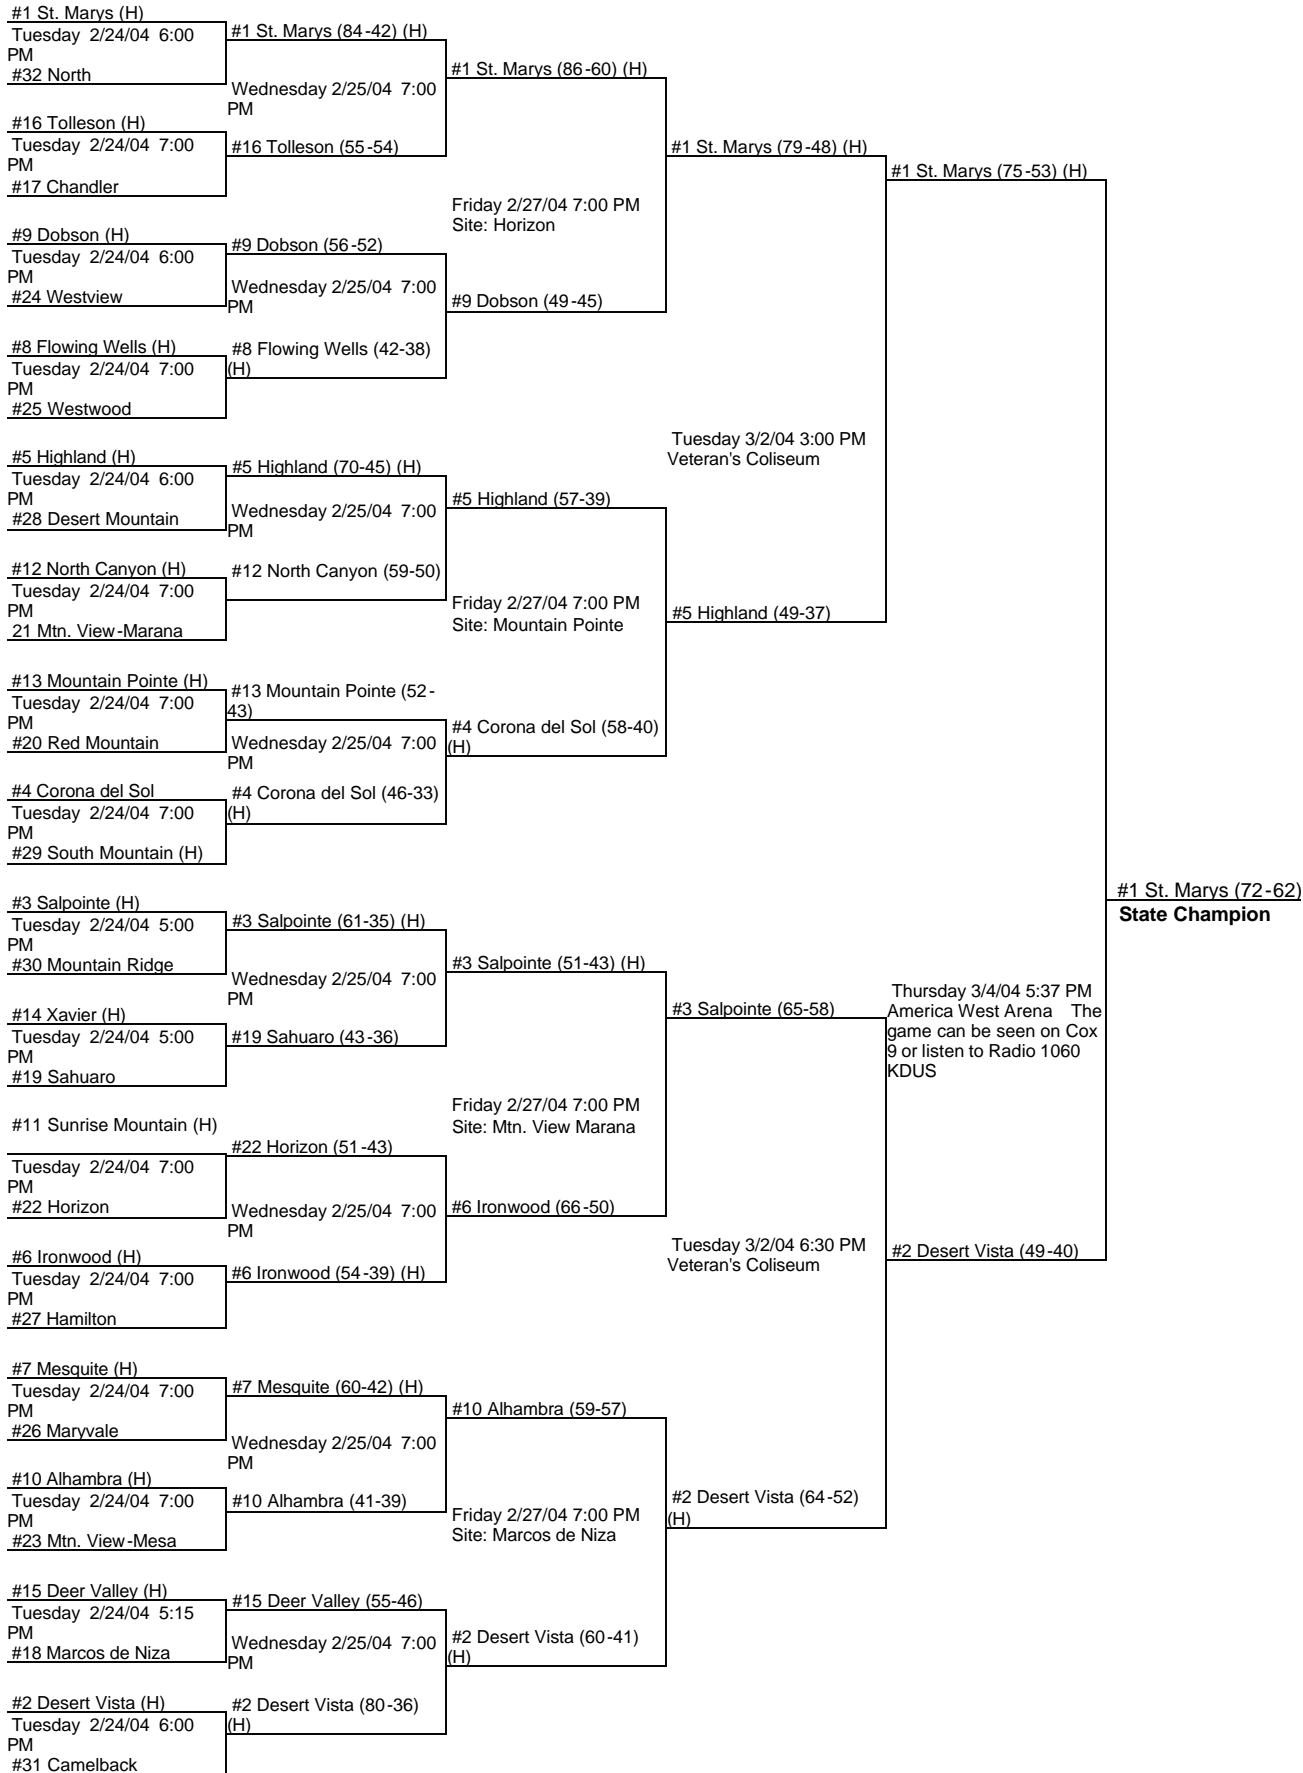 #1 St. Marys (H)
Tuesday 2/24/04 6:00
PM
#32 North
#16 Tolleson (H)
Tuesday 2/24/04 7:00
PM
#17 Chandler
#9 Dobson (H)
Tuesday 2/24/04 6:00
PM
#24 Westview
#8 Flowing Wells (H)
Tuesday 2/24/04 7:00
PM
#25 Westwood
#5 Highland (H)
Tuesday 2/24/04 6:00
PM
#28 Desert Mountain
#12 North Canyon (H)
Tuesday 2/24/04 7:00
PM
21 Mtn. View-Marana
#13 Mountain Pointe (H)
Tuesday 2/24/04 7:00
PM
#20 Red Mountain
#4 Corona del Sol
Tuesday 2/24/04 7:00
PM
#29 South Mountain (H)
#3 Salpointe (H)
Tuesday 2/24/04 5:00
PM
#30 Mountain Ridge
#14 Xavier (H)
Tuesday 2/24/04 5:00
PM
#19 Sahuaro
#11 Sunrise Mountain (H)
Tuesday 2/24/04 7:00
PM
#22 Horizon
#6 Ironwood (H)
Tuesday 2/24/04 7:00
PM
#27 Hamilton
#7 Mesquite (H)
Tuesday 2/24/04 7:00
PM
#26 Maryvale
#10 Alhambra (H)
Tuesday 2/24/04 7:00
PM
#23 Mtn. View-Mesa
#15 Deer Valley (H)
Tuesday 2/24/04 5:15
PM
#18 Marcos de Niza
#2 Desert Vista (H)
Tuesday 2/24/04 6:00
PM
#31 Camelback
#1 St. Marys (84-42) (H)
Wednesday 2/25/04 7:00
PM
#16 Tolleson (55-54)
#9 Dobson (56-52)
Wednesday 2/25/04 7:00
PM
#8 Flowing Wells (42-38)
(H)
#5 Highland (70-45) (H)
Wednesday 2/25/04 7:00
PM
#12 North Canyon (59-50)
#13 Mountain Pointe (52-
43)
Wednesday 2/25/04 7:00
PM
#4 Corona del Sol (46-33)
(H)
#3 Salpointe (61-35) (H)
Wednesday 2/25/04 7:00
PM
#19 Sahuaro (43-36)
#22 Horizon (51-43)
Wednesday 2/25/04 7:00
PM
#6 Ironwood (54-39) (H)
#7 Mesquite (60-42) (H)
Wednesday 2/25/04 7:00
PM
#10 Alhambra (41-39)
#15 Deer Valley (55-46)
Wednesday 2/25/04 7:00
PM
#2 Desert Vista (80-36)
(H)
#1 St. Marys (86-60) (H)
Friday 2/27/04 7:00 PM
Site: Horizon
#9 Dobson (49-45)
#5 Highland (57-39)
Friday 2/27/04 7:00 PM
Site: Mountain Pointe
#4 Corona del Sol (58-40)
(H)
#3 Salpointe (51-43) (H)
Friday 2/27/04 7:00 PM
Site: Mtn. View Marana
#6 Ironwood (66-50)
#10 Alhambra (59-57)
Friday 2/27/04 7:00 PM
Site: Marcos de Niza
#2 Desert Vista (60-41)
(H)
#1 St. Marys (79-48) (H)
Tuesday 3/2/04 3:00 PM
Veteran's Coliseum
#5 Highland (49-37)
#3 Salpointe (65-58)
Tuesday 3/2/04 6:30 PM
Veteran's Coliseum
#2 Desert Vista (64-52)
(H)
#1 St. Marys (75-53) (H)
Thursday 3/4/04 5:37 PM
America West Arena The
game can be seen on Cox
9 or listen to Radio 1060
KDUS
#2 Desert Vista (49-40)
#1 St. Marys (72-62)
State Champion